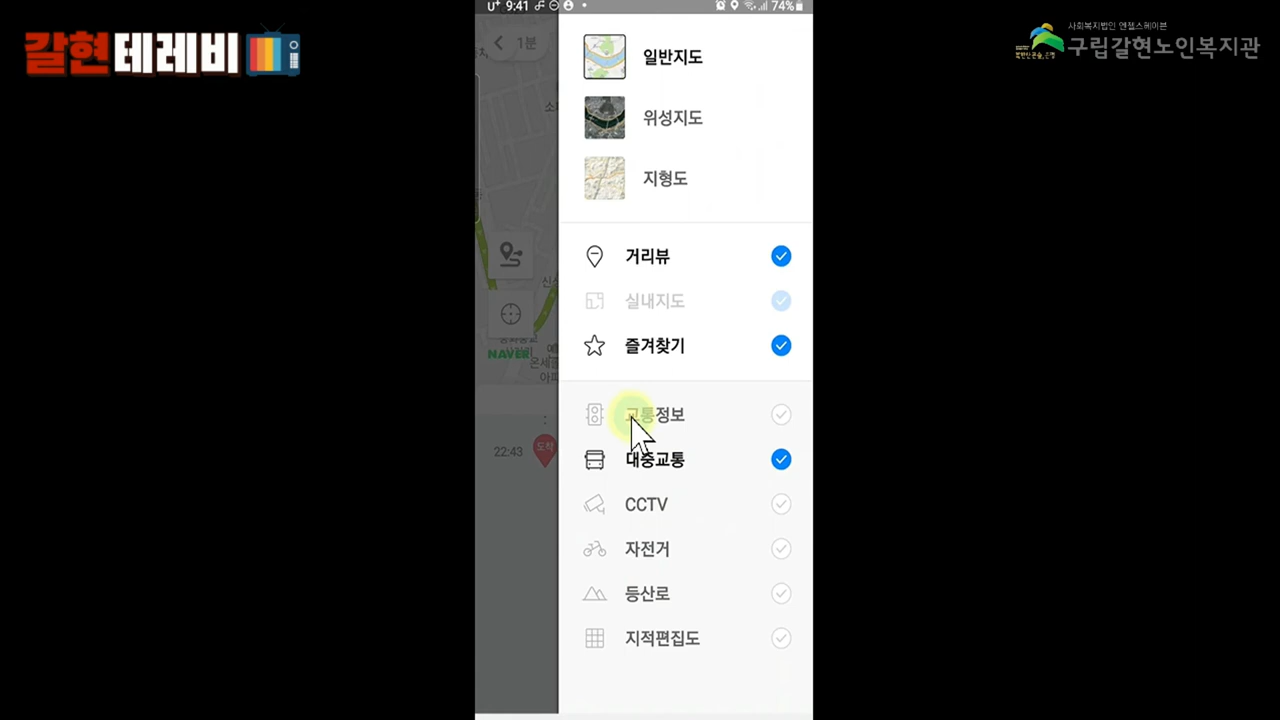 갈현테레비
사회복지법인 엔젤스헤이븐
구립갈현노인복지관
U+ 9:41
74%
1분
일반지도
위성지도
지형도
거리뷰
실내지도
즐겨찾기
NAVER
교통정보
22:43
도착
대중교통
CCTV
자전거
등산로
지적편집도